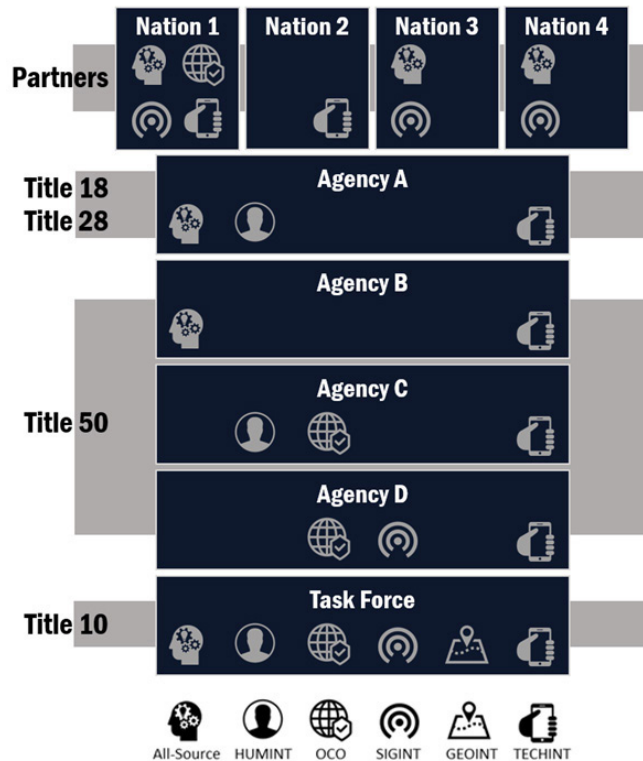 Nation 1 Nation 2 Nation 3 Nation 4
Partners
Title 18
Title 28
Agency A
Agency B
Title 50
Agency C
Agency D
Title 10
Task Force
All-Source HUMINT OCO SIGINT GEOINT TECHINT